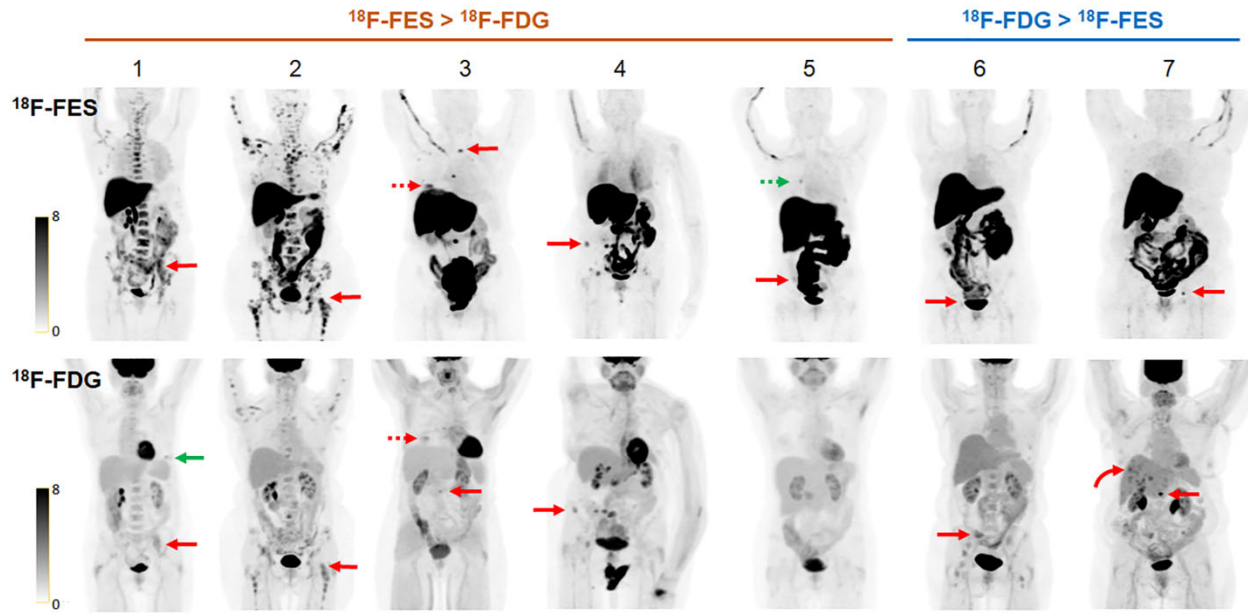 ¹⁸F-FES > ¹⁸F-FDG
¹⁸F-FDG > ¹⁸F-FES
1 2 3 4 5 6 7
¹⁸F-FES
8
0
¹⁸F-FDG
8
0